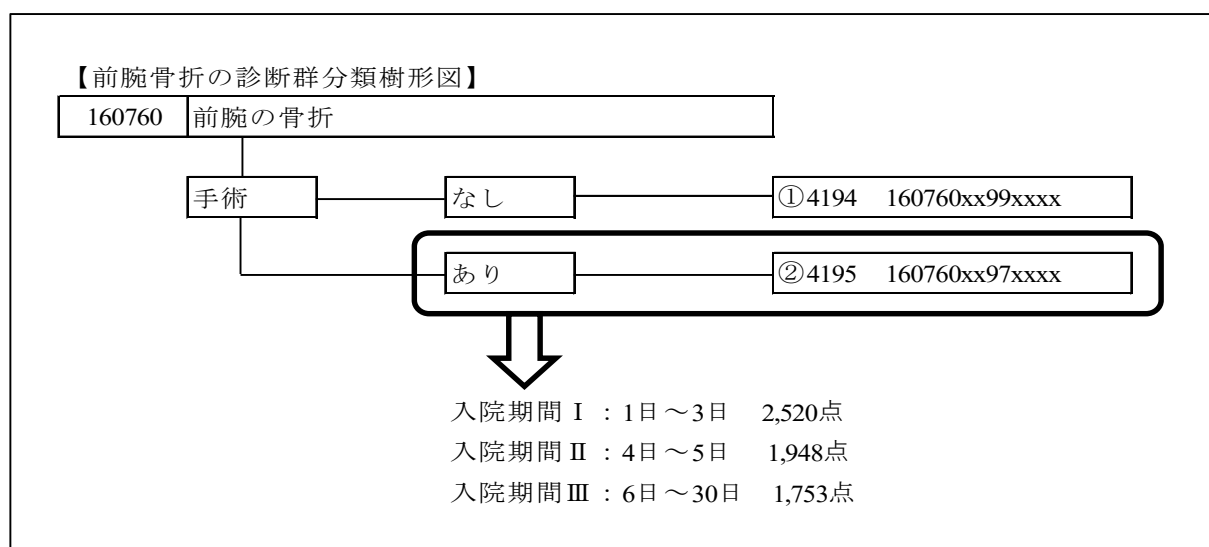 【前腕骨折の診断群分類樹形図】
160760 前腕の骨折
手術 なし ①4194 160760xx99xxxx
あり ②4195 160760xx97xxxx
入院期間Ⅰ：1日～3日 2,520点
入院期間Ⅱ：4日～5日 1,948点
入院期間Ⅲ：6日～30日 1,753点